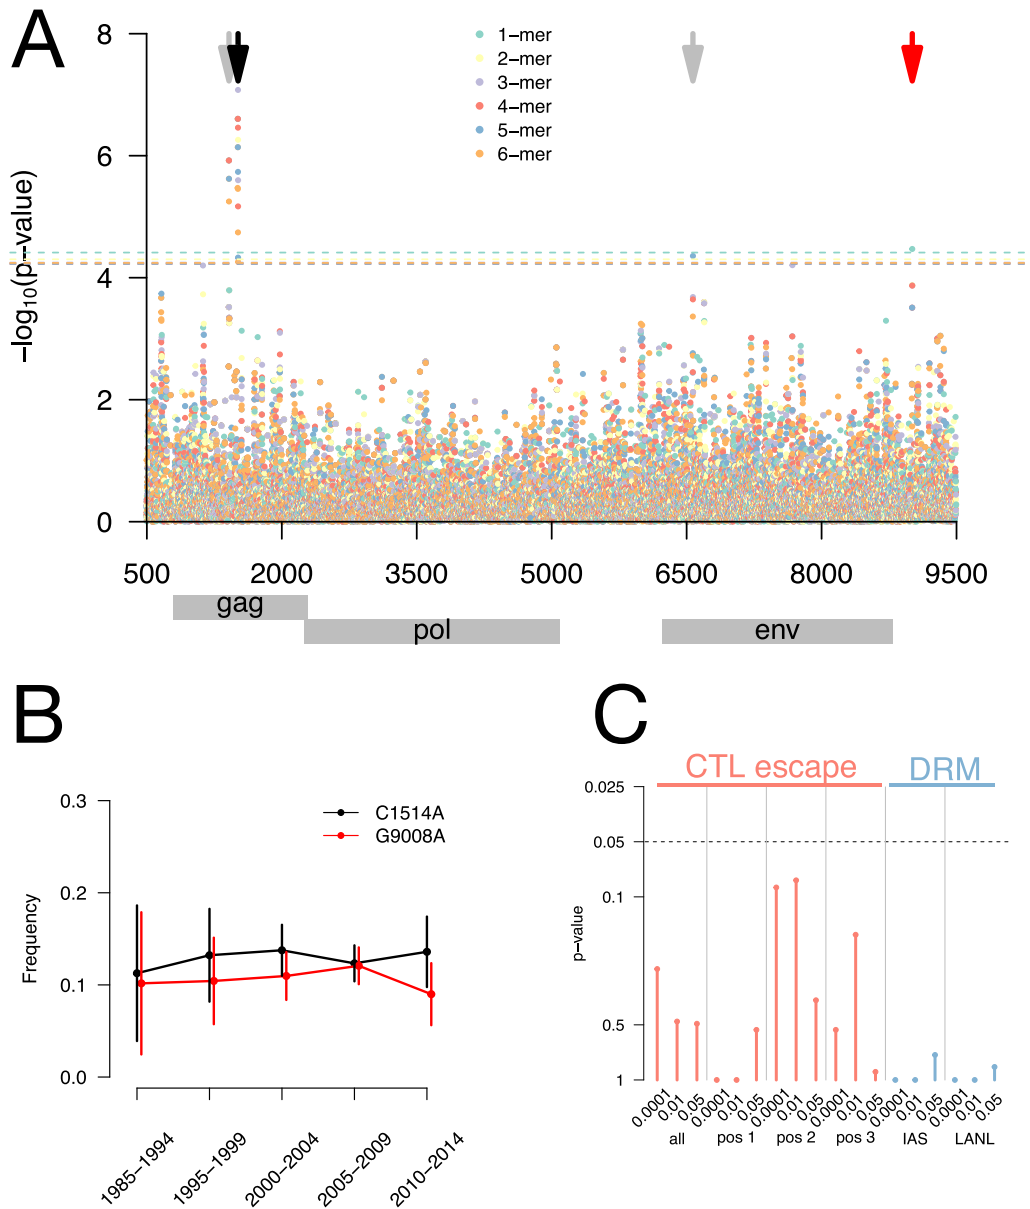 A
−log10(p−value)
8
6
4
2
0
1−mer
2−mer
3−mer
4−mer
5−mer
6−mer
500 2000 3500 5000 6500 8000 9500
gag
pol
env
B
Frequency
0.3
0.2
0.1
0.0
C1514A
G9008A
1985−1994 1995−1999 2000−2004 2005−2009 2010−2014
C
CTL escape DRM
p−value
0.025
0.05
0.1
0.5
1
0.0001 0.01 0.05 0.0001 0.01 0.05 0.0001 0.01 0.05 0.0001 0.01 0.05 0.0001 0.01 0.05 0.0001 0.01 0.05
all pos 1 pos 2 pos 3 IAS LANL